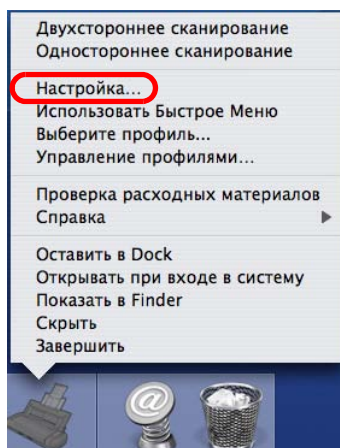 Двухстороннее сканирование
Одностороннее сканирование
Настройка...
Использовать Быстрое Меню
Выберите профиль...
Управление профилями...
Проверка расходных материалов
Справка
Оставить в Dock
Открывать при входе в систему
Показать в Finder
Скрыть
Завершить
@